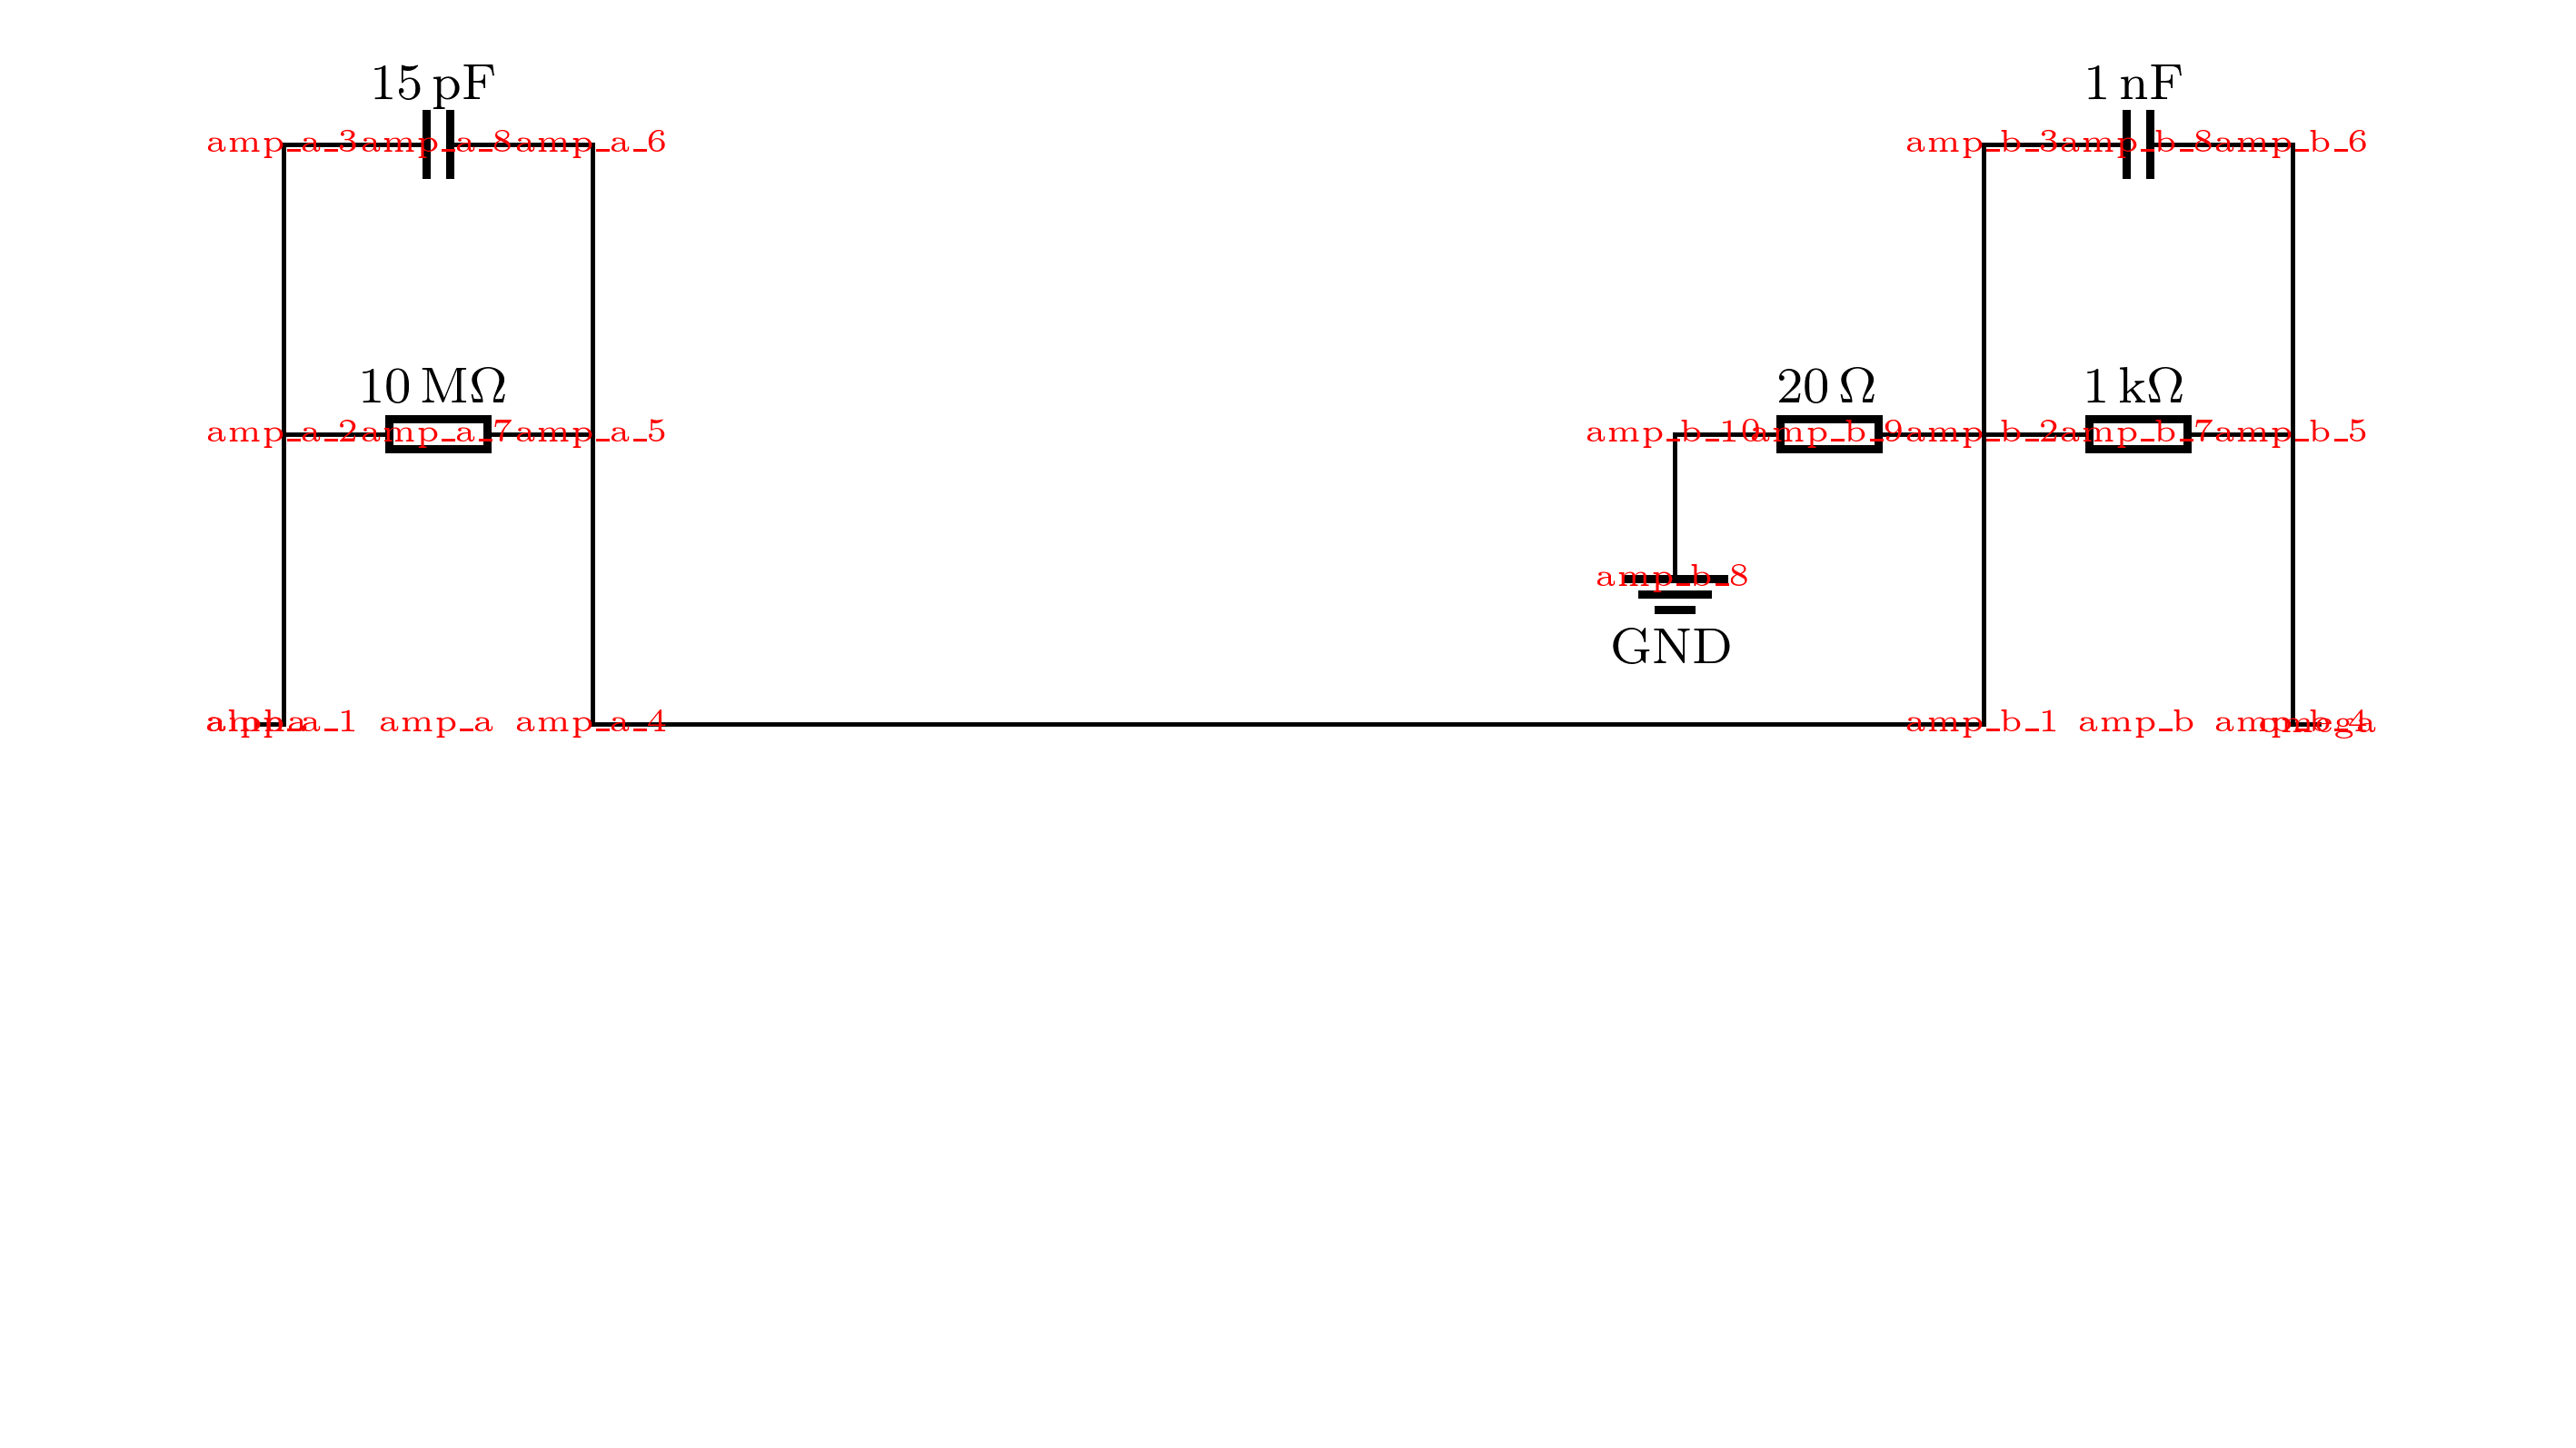 15 pF 1 nF
amp_a_3 amp_a_8 amp_a_6 amp_b_3 amp_b_8 amp_b_6
10 MΩ 20 Ω 1 kΩ
amp_a_2 amp_a_7 amp_a_5 amp_b_10 amp_b_9 amp_b_2 amp_b_7 amp_b_5
amp_b_8
GND
alpha amp_a_1 amp_a amp_a_4 amp_b_1 amp_b amp_b_4 omega